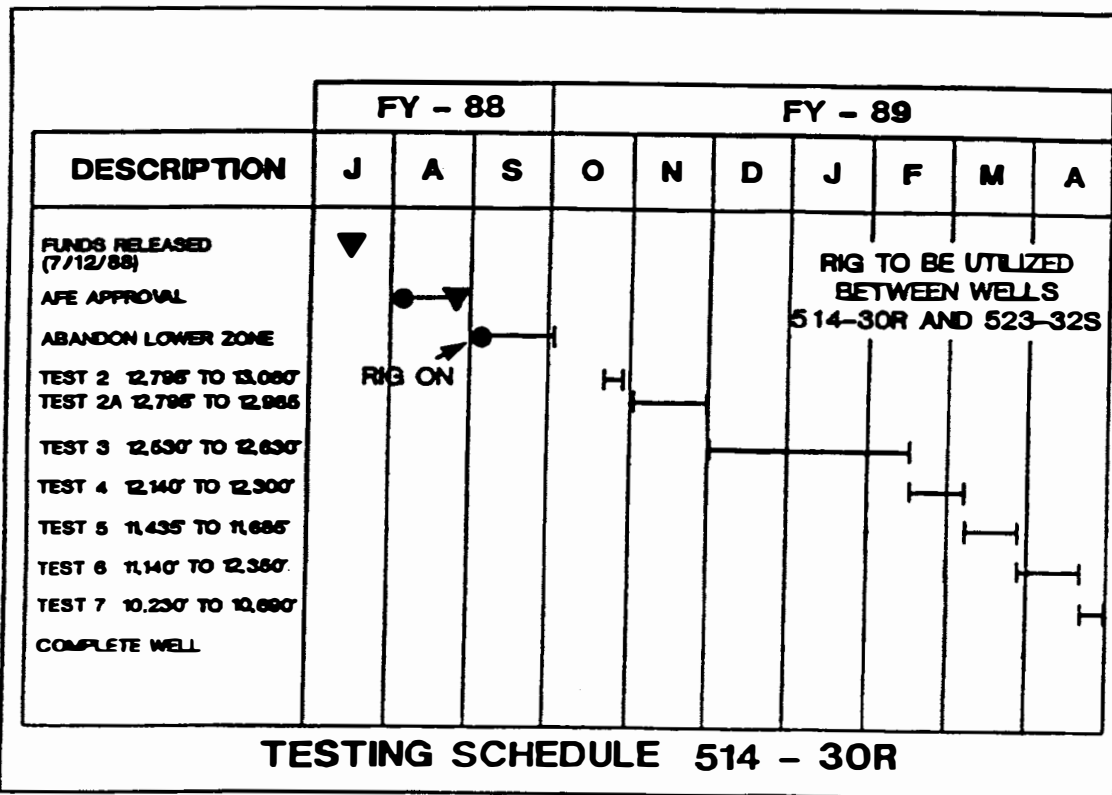 FY - 88 FY - 89
DESCRIPTION J A S O N D J F M A
FUNDS RELEASED
(7/12/88)
RIG TO BE UTILIZED
BETWEEN WELLS
514-30R AND 523-32S
AFE APPROVAL
ABANDON LOWER ZONE
RIG ON
TEST 2 12,795' TO 13,060'
TEST 2A 12,795' TO 12,965'
TEST 3 12,530' TO 12,630'
TEST 4 12,140' TO 12,300'
TEST 5 11,435' TO 11,685'
TEST 6 11,140' TO 12,350'
TEST 7 10,230' TO 10,690'
COMPLETE WELL
TESTING SCHEDULE 514 - 30R